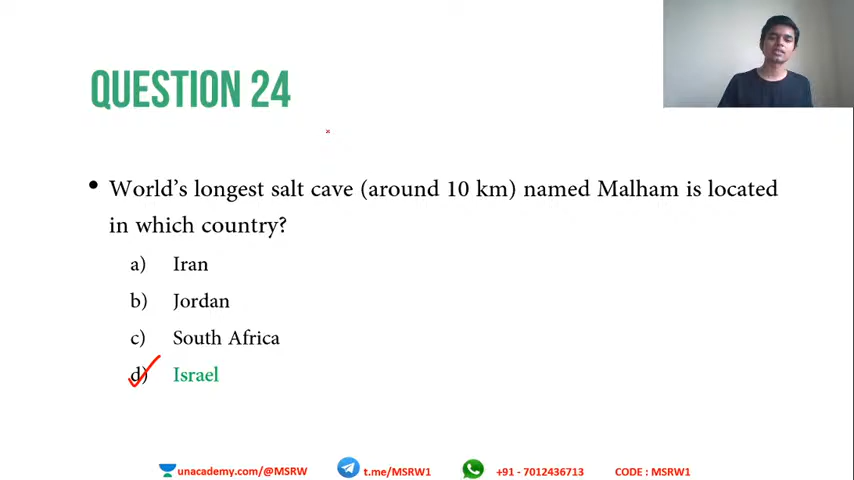 QUESTION 24
• World's longest salt cave (around 10 km) named Malham is located
in which country?
a) Iran
b) Jordan
c) South Africa
d) Israel
unacademy.com/@MSRW t.me/MSRW1 +91 - 7012436713 CODE : MSRW1